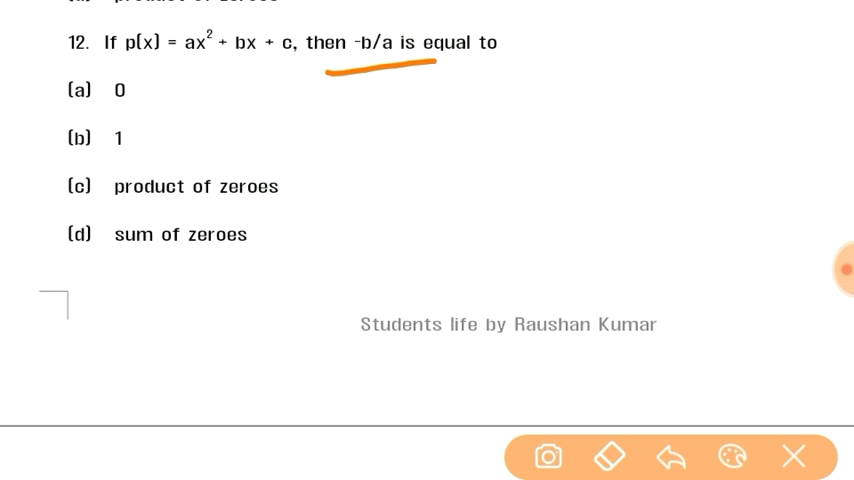 12. If p(x) = ax² + bx + c, then -b/a is equal to
(a) 0
(b) 1
(c) product of zeroes
(d) sum of zeroes
Students life by Raushan Kumar